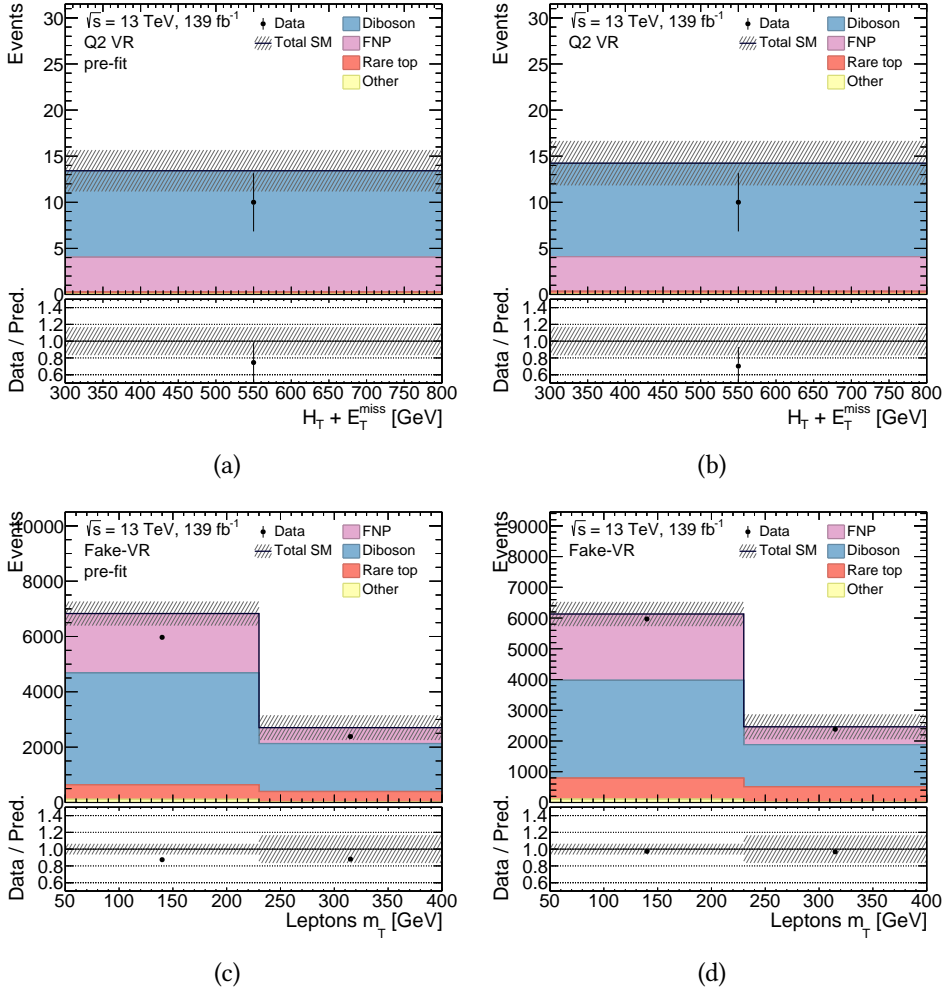 Events
√s = 13 TeV, 139 fb-1
Q2 VR
pre-fit
Data
Total SM
Diboson
FNP
Rare top
Other
30
25
20
15
10
5
0
Data / Pred.
1.4
1.2
1.0
0.8
0.6
300 350 400 450 500 550 600 650 700 750 800
H_T + E_T^miss [GeV]
(a)
Events
√s = 13 TeV, 139 fb-1
Q2 VR
Data
Total SM
Diboson
FNP
Rare top
Other
30
25
20
15
10
5
0
Data / Pred.
1.4
1.2
1.0
0.8
0.6
300 350 400 450 500 550 600 650 700 750 800
H_T + E_T^miss [GeV]
(b)
Events
√s = 13 TeV, 139 fb-1
Fake-VR
pre-fit
Data
Total SM
FNP
Diboson
Rare top
Other
10000
8000
6000
4000
2000
0
Data / Pred.
1.4
1.2
1.0
0.8
0.6
50 100 150 200 250 300 350 400
Leptons m_T [GeV]
(c)
Events
√s = 13 TeV, 139 fb-1
Fake-VR
Data
Total SM
FNP
Diboson
Rare top
Other
9000
8000
7000
6000
5000
4000
3000
2000
1000
0
Data / Pred.
1.4
1.2
1.0
0.8
0.6
50 100 150 200 250 300 350 400
Leptons m_T [GeV]
(d)